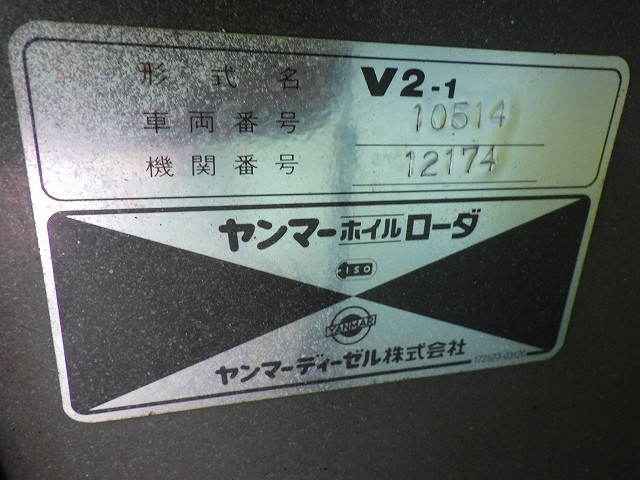 形式名 V2-1
車両番号 10514
機関番号 12174
ヤンマーホイルローダ
ISO
YANMAR
ヤンマーディーゼル株式会社
172523-03120